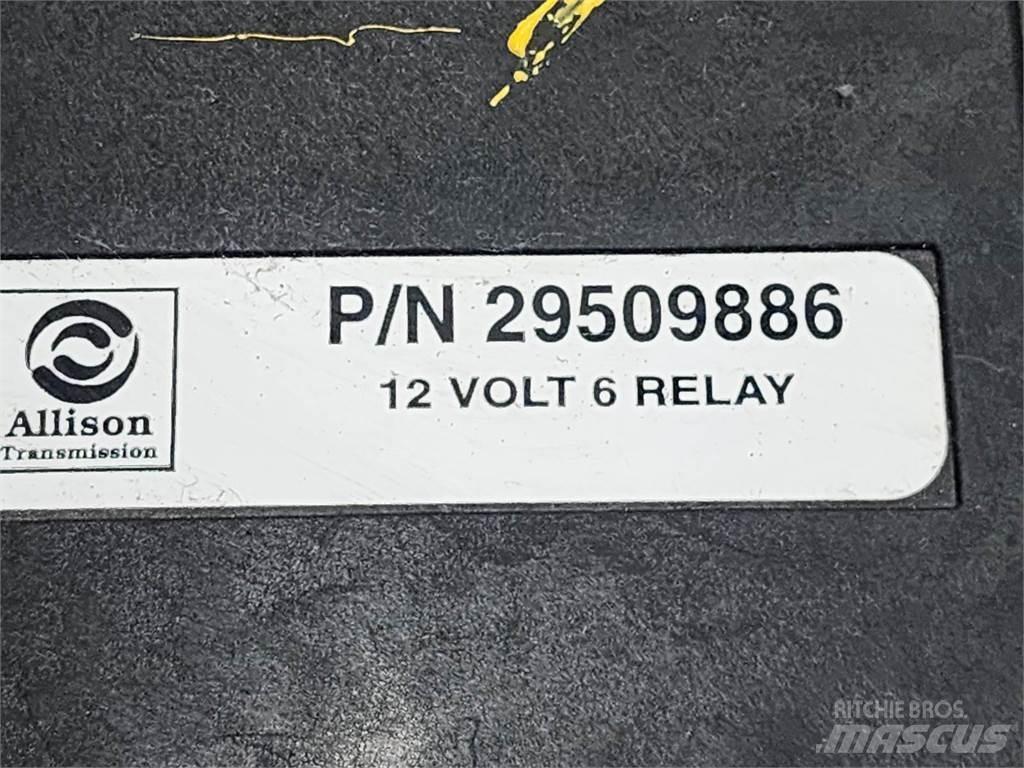 P/N 29509886
12 VOLT 6 RELAY
Allison
Transmission
RITCHIE BROS.
MASCUS